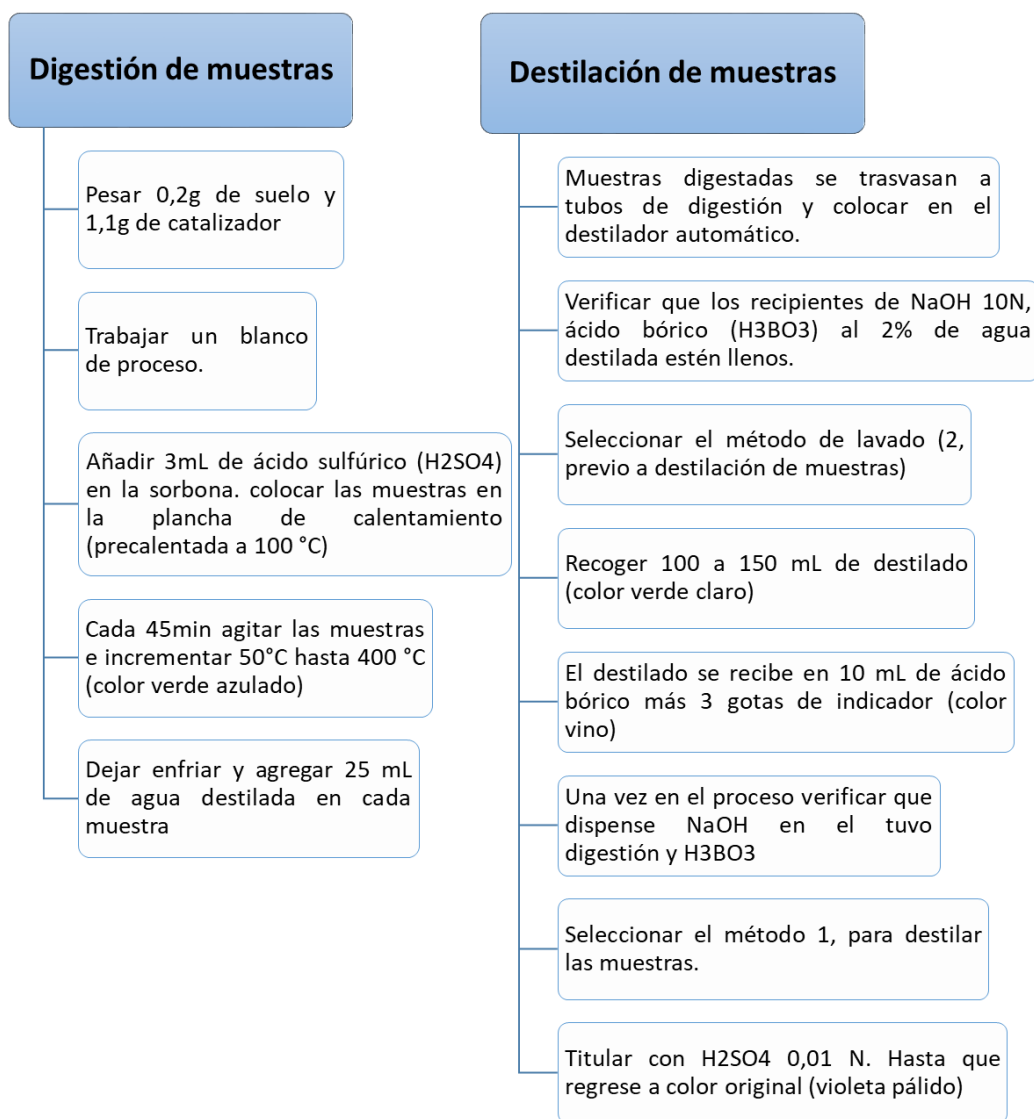 Digestión de muestras
Pesar 0,2g de suelo y
1,1g de catalizador
Trabajar un blanco
de proceso.
Añadir 3mL de ácido sulfúrico (H2SO4)
en la sorbona. colocar las muestras en
la plancha de calentamiento
(precalentada a 100 °C)
Cada 45min agitar las muestras
e incrementar 50°C hasta 400 °C
(color verde azulado)
Dejar enfriar y agregar 25 mL
de agua destilada en cada
muestra
Destilación de muestras
Muestras digestadas se trasvasan a
tubos de digestión y colocar en el
destilador automático.
Verificar que los recipientes de NaOH 10N,
ácido bórico (H3BO3) al 2% de agua
destilada estén llenos.
Seleccionar el método de lavado (2,
previo a destilación de muestras)
Recoger 100 a 150 mL de destilado
(color verde claro)
El destilado se recibe en 10 mL de ácido
bórico más 3 gotas de indicador (color
vino)
Una vez en el proceso verificar que
dispense NaOH en el tuvo
digestión y H3BO3
Seleccionar el método 1, para destilar
las muestras.
Titular con H2SO4 0,01 N. Hasta que
regrese a color original (violeta pálido)